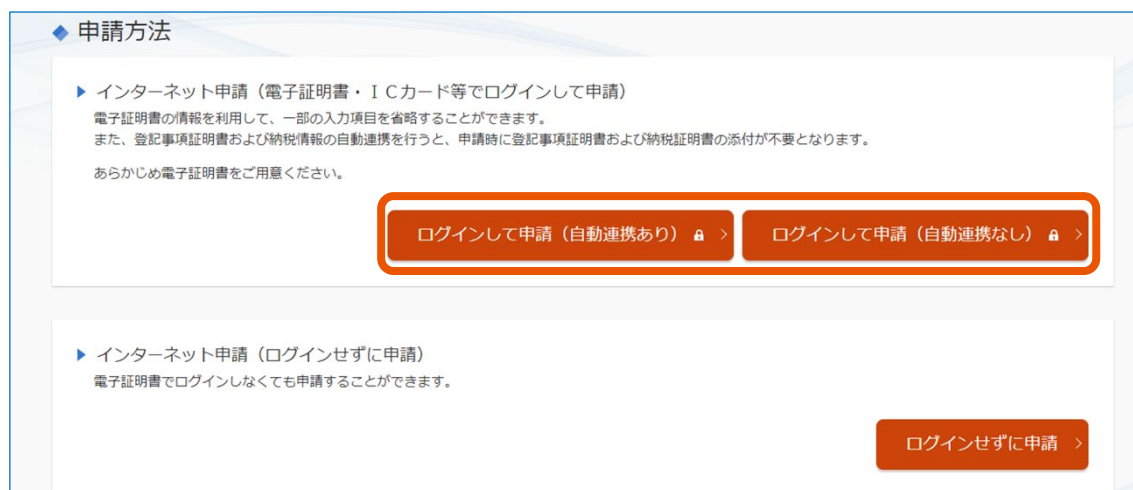 申請方法
インターネット申請（電子証明書・ＩＣカード等でログインして申請）
電子証明書の情報を利用して、一部の入力項目を省略することができます。
また、登記事項証明書および納税情報の自動連携を行うと、申請時に登記事項証明書および納税証明書の添付が不要となります。
あらかじめ電子証明書をご用意ください。
ログインして申請（自動連携あり）
ログインして申請（自動連携なし）
インターネット申請（ログインせずに申請）
電子証明書でログインしなくても申請することができます。
ログインせずに申請